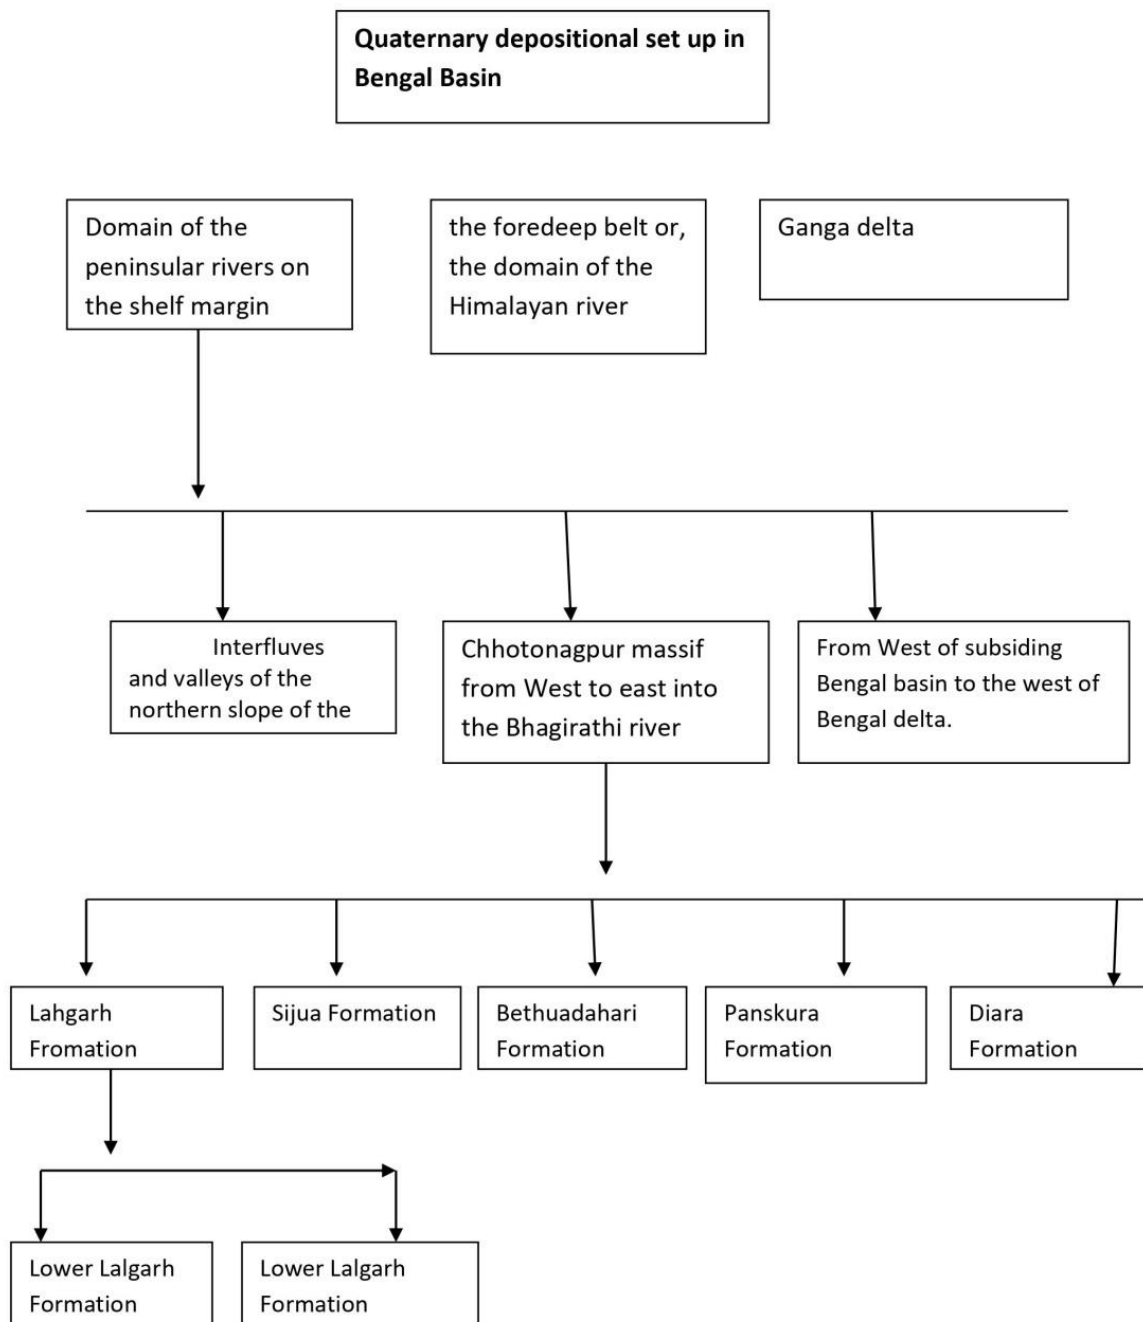 Quaternary depositional set up in
Bengal Basin
Domain of the
peninsular rivers on
the shelf margin
the foredeep belt or,
the domain of the
Himalayan river
Ganga delta
Interfluves
and valleys of the
northern slope of the
Chhotonagpur massif
from West to east into
the Bhagirathi river
From West of subsiding
Bengal basin to the west of
Bengal delta.
Lahgarh
Fromation
Sijua Formation
Bethuadahari
Formation
Panskura
Formation
Diara
Formation
Lower Lalgarh
Formation
Lower Lalgarh
Formation